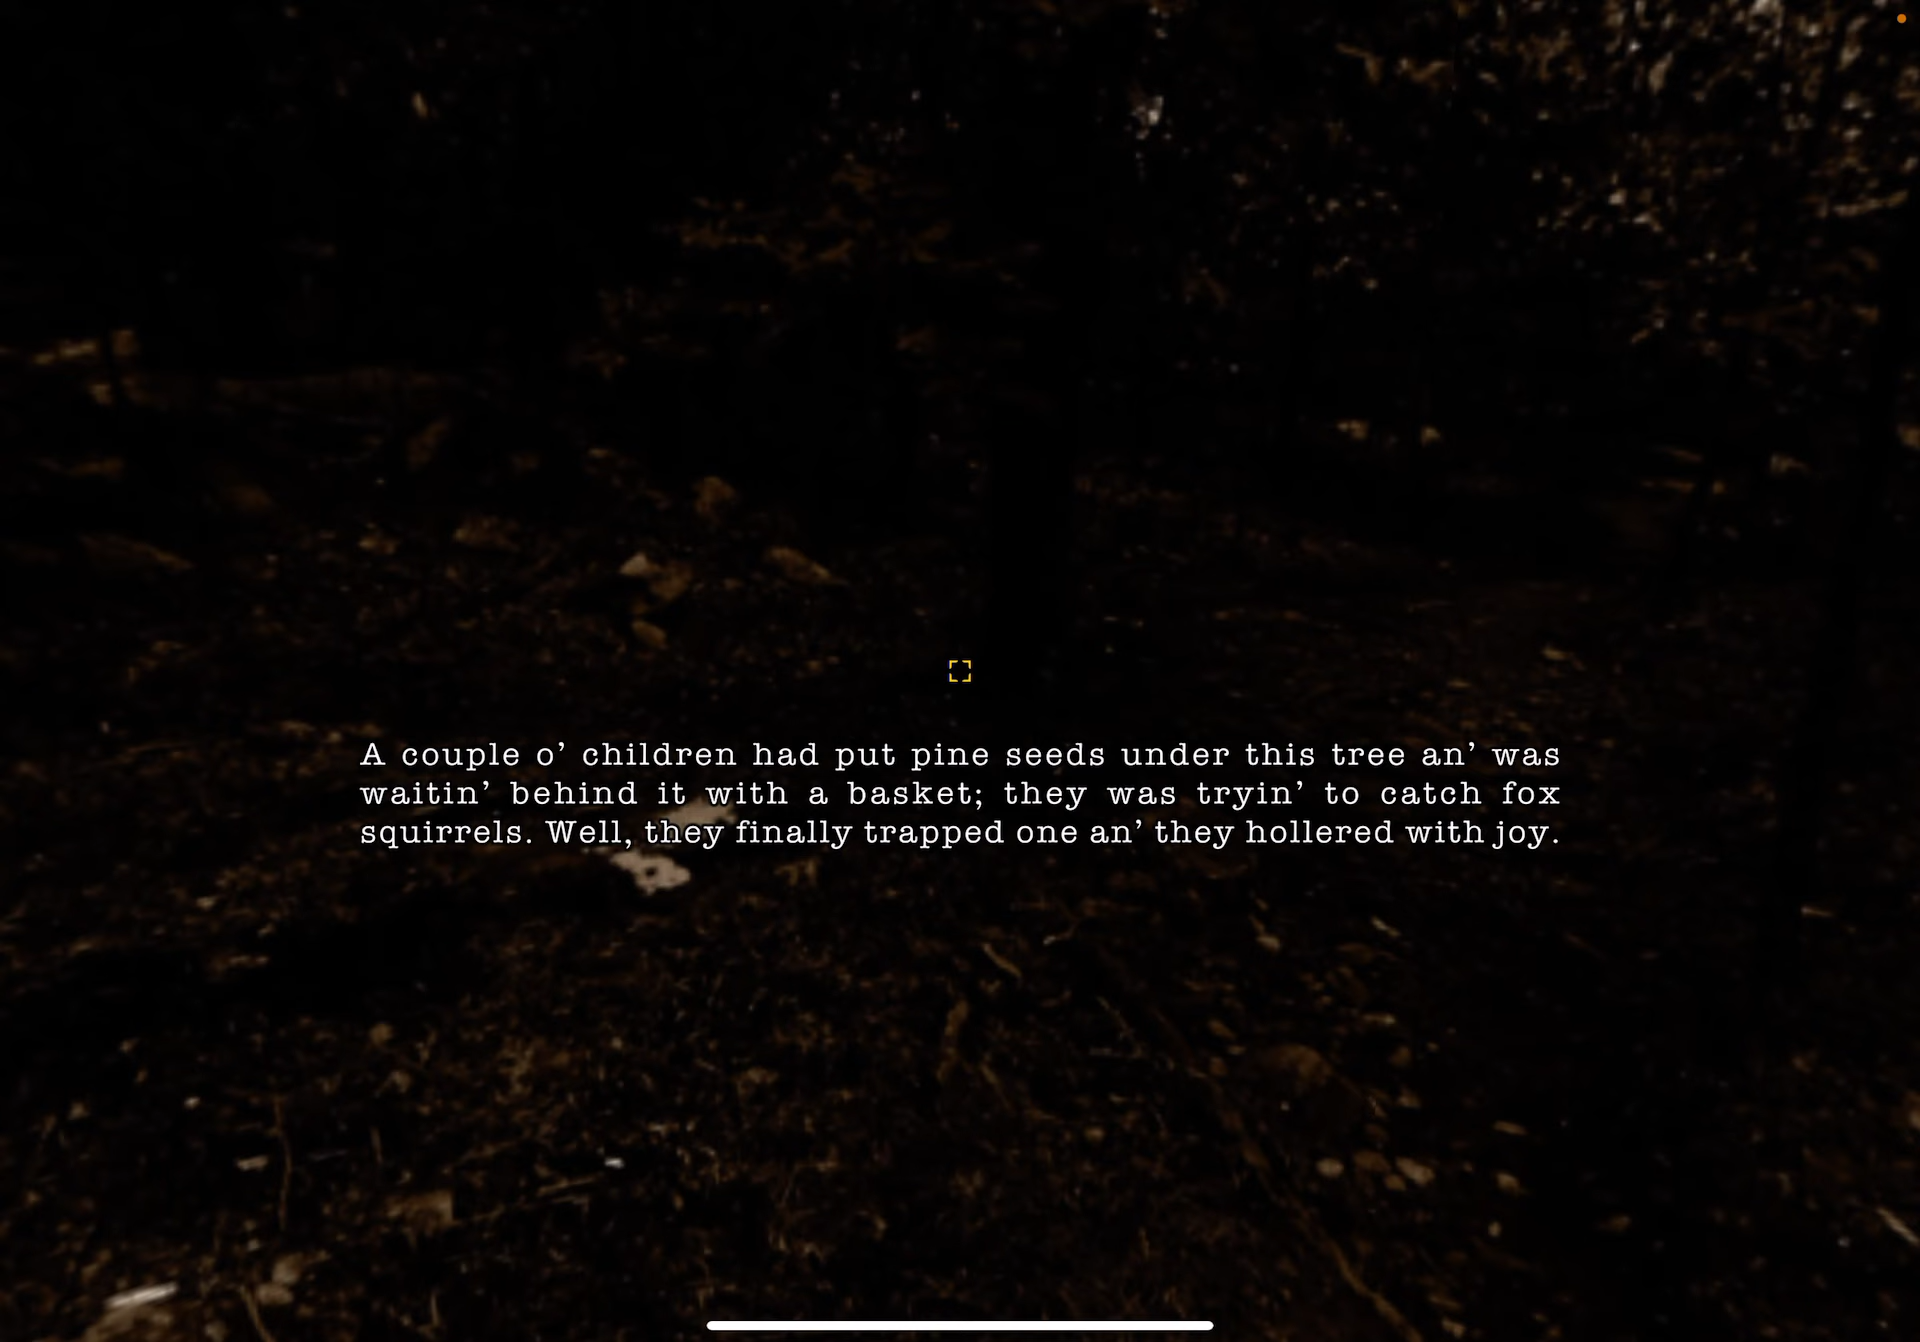 A couple o’ children had put pine seeds under this tree an’ was
waitin’ behind it with a basket; they was tryin’ to catch fox
squirrels. Well, they finally trapped one an’ they hollered with joy.